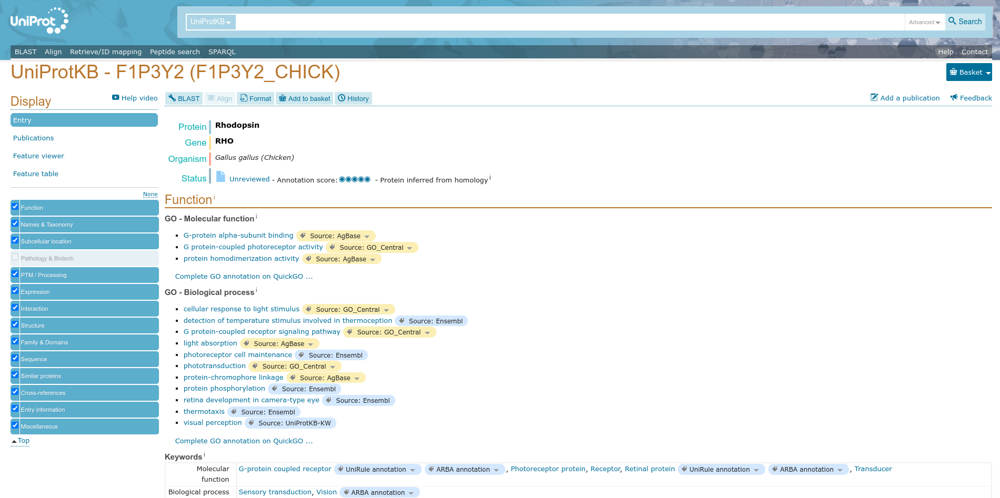 UniProt
UniProtKB
Advanced
Search
BLAST Align Retrieve/ID mapping Peptide search SPARQL
Help Contact
UniProtKB - F1P3Y2 (F1P3Y2_CHICK)
Basket
Display
Help video
BLAST Align Format Add to basket History
Add a publication Feedback
Entry
Publications
Feature viewer
Feature table
None
Function
Names & Taxonomy
Subcellular location
Pathology & Biotech
PTM / Processing
Expression
Interaction
Structure
Family & Domains
Sequence
Similar proteins
Cross-references
Entry information
Miscellaneous
Top
Protein Rhodopsin
Gene RHO
Organism Gallus gallus (Chicken)
Status Unreviewed - Annotation score: - Protein inferred from homology i
Function i
GO - Molecular function i
G-protein alpha-subunit binding Source: AgBase
G protein-coupled photoreceptor activity Source: GO_Central
protein homodimerization activity Source: AgBase
Complete GO annotation on QuickGO ...
GO - Biological process i
cellular response to light stimulus Source: GO_Central
detection of temperature stimulus involved in thermoception Source: Ensembl
G protein-coupled receptor signaling pathway Source: GO_Central
light absorption Source: AgBase
photoreceptor cell maintenance Source: Ensembl
phototransduction Source: GO_Central
protein-chromophore linkage Source: AgBase
protein phosphorylation Source: Ensembl
retina development in camera-type eye Source: Ensembl
thermotaxis Source: Ensembl
visual perception Source: UniProtKB-KW
Complete GO annotation on QuickGO ...
Keywords i
Molecular function G-protein coupled receptor UniRule annotation ARBA annotation , Photoreceptor protein, Receptor, Retinal protein UniRule annotation ARBA annotation , Transducer
Biological process Sensory transduction, Vision ARBA annotation